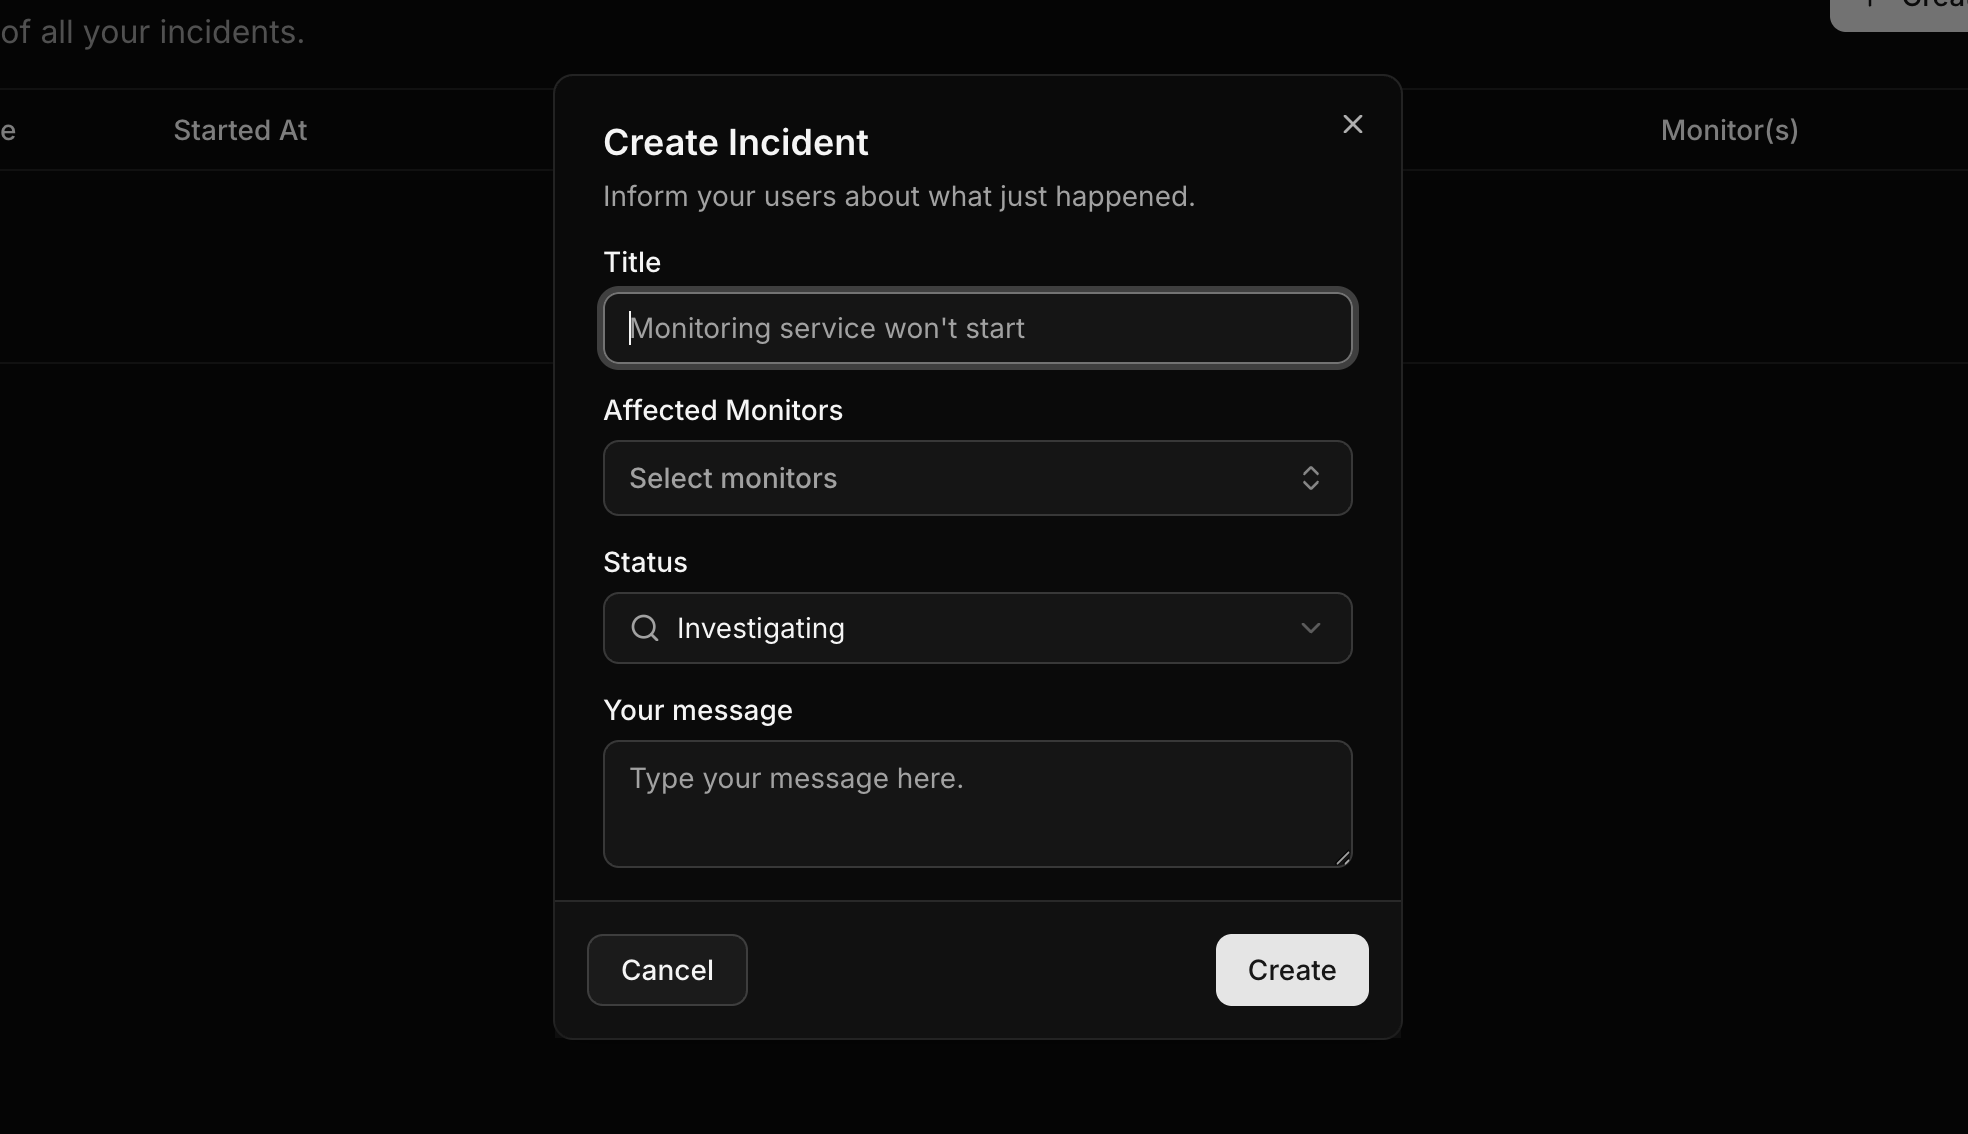 of all your incidents.
e
Started At
Monitor(s)
Create Incident
Inform your users about what just happened.
Title
Monitoring service won't start
Affected Monitors
Select monitors
Status
Investigating
Your message
Type your message here.
Cancel
Create